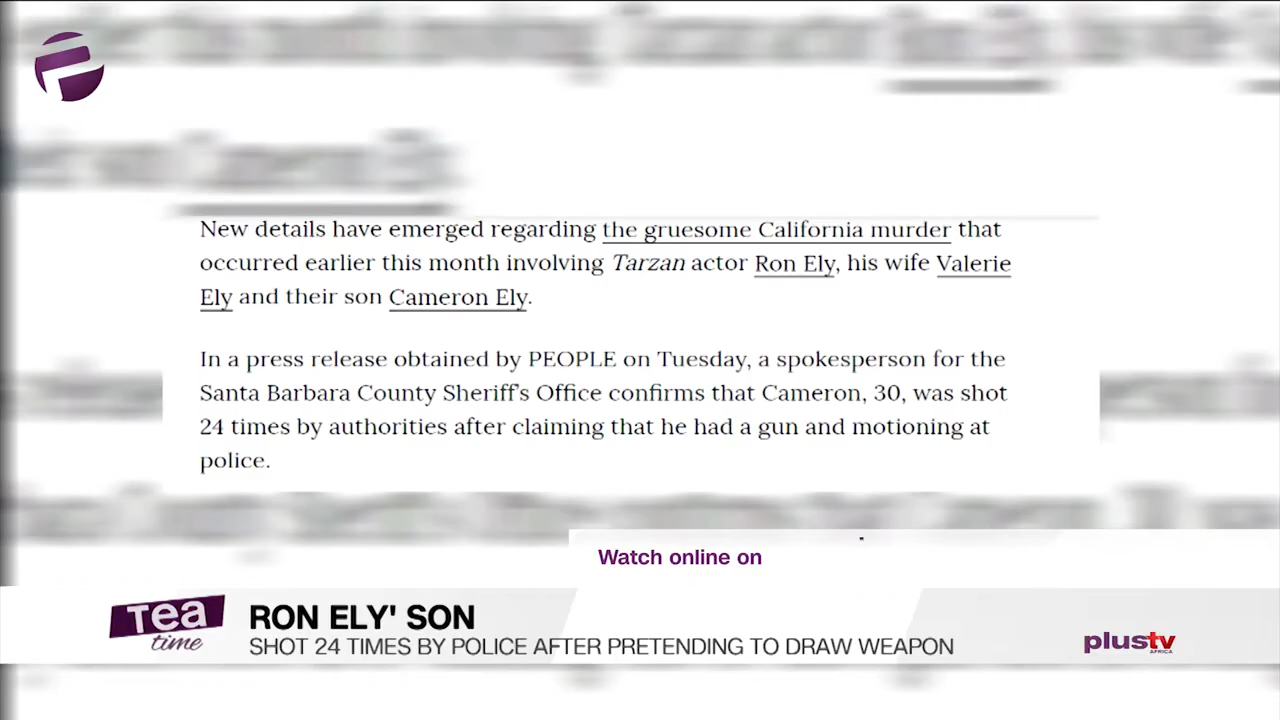 New details have emerged regarding the gruesome California murder that
occurred earlier this month involving Tarzan actor Ron Ely, his wife Valerie
Ely and their son Cameron Ely.
In a press release obtained by PEOPLE on Tuesday, a spokesperson for the
Santa Barbara County Sheriff's Office confirms that Cameron, 30, was shot
24 times by authorities after claiming that he had a gun and motioning at
police.
Watch online on
Tea
time
RON ELY' SON
SHOT 24 TIMES BY POLICE AFTER PRETENDING TO DRAW WEAPON
plustv
AFRICA